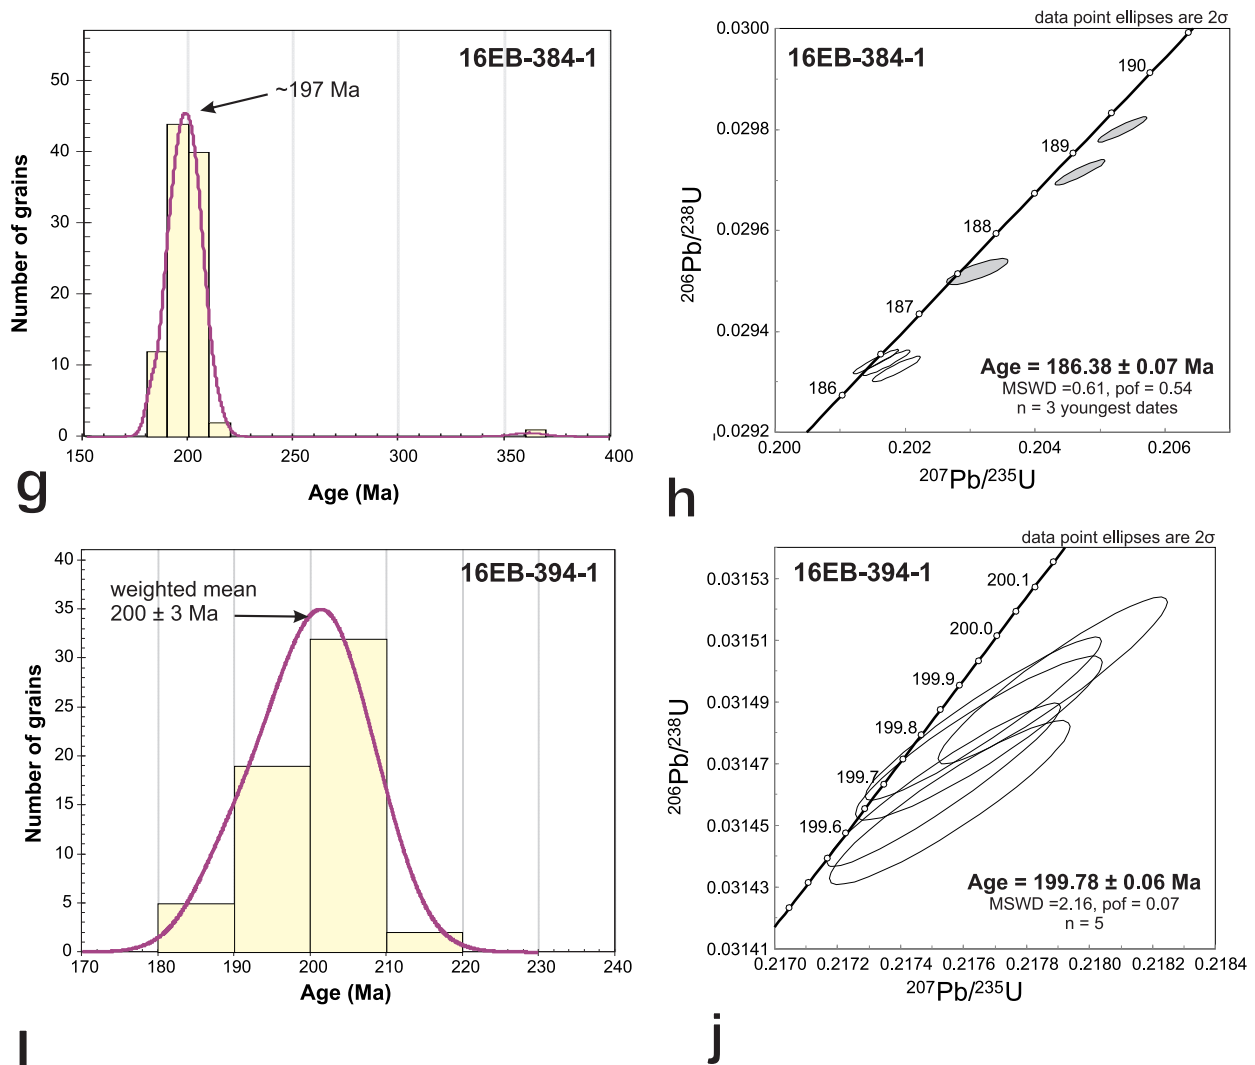 16EB-384-1
~197 Ma
50
40
30
20
10
0
Number of grains
150
200
250
300
350
400
Age (Ma)
g
data point ellipses are 2σ
16EB-384-1
0.0300
0.0298
0.0296
0.0294
0.0292
206Pb/238U
190
189
188
187
186
Age = 186.38 ± 0.07 Ma
MSWD =0.61, pof = 0.54
n = 3 youngest dates
0.200
0.202
0.204
0.206
207Pb/235U
h
16EB-394-1
weighted mean
200 ± 3 Ma
40
35
30
25
20
15
10
5
0
Number of grains
170
180
190
200
210
220
230
240
Age (Ma)
I
data point ellipses are 2σ
16EB-394-1
0.03153
0.03151
0.03149
0.03147
0.03145
0.03143
0.03141
206Pb/238U
200.1
200.0
199.9
199.8
199.7
199.6
Age = 199.78 ± 0.06 Ma
MSWD =2.16, pof = 0.07
n = 5
0.2170
0.2172
0.2174
0.2176
0.2178
0.2180
0.2182
0.2184
207Pb/235U
j